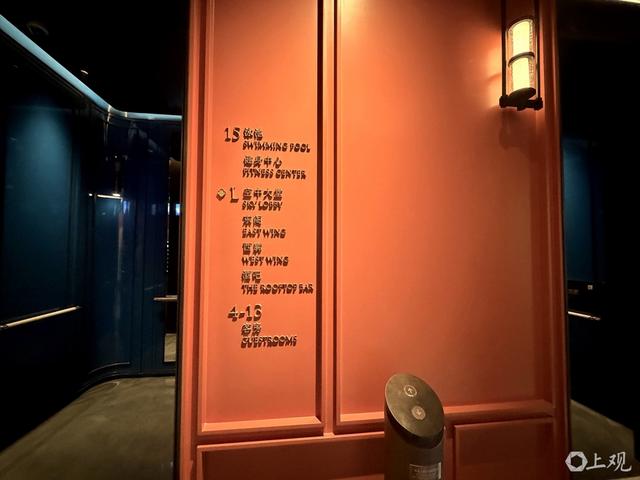 15 泳池
SWIMMING POOL
健身中心
FITNESS CENTER
L 空中大堂
SKY LOBBY
東翼
EAST WING
西翼
WEST WING
酒吧
THE ROOFTOP BAR
4-13
客房
GUESTROOMS
上观